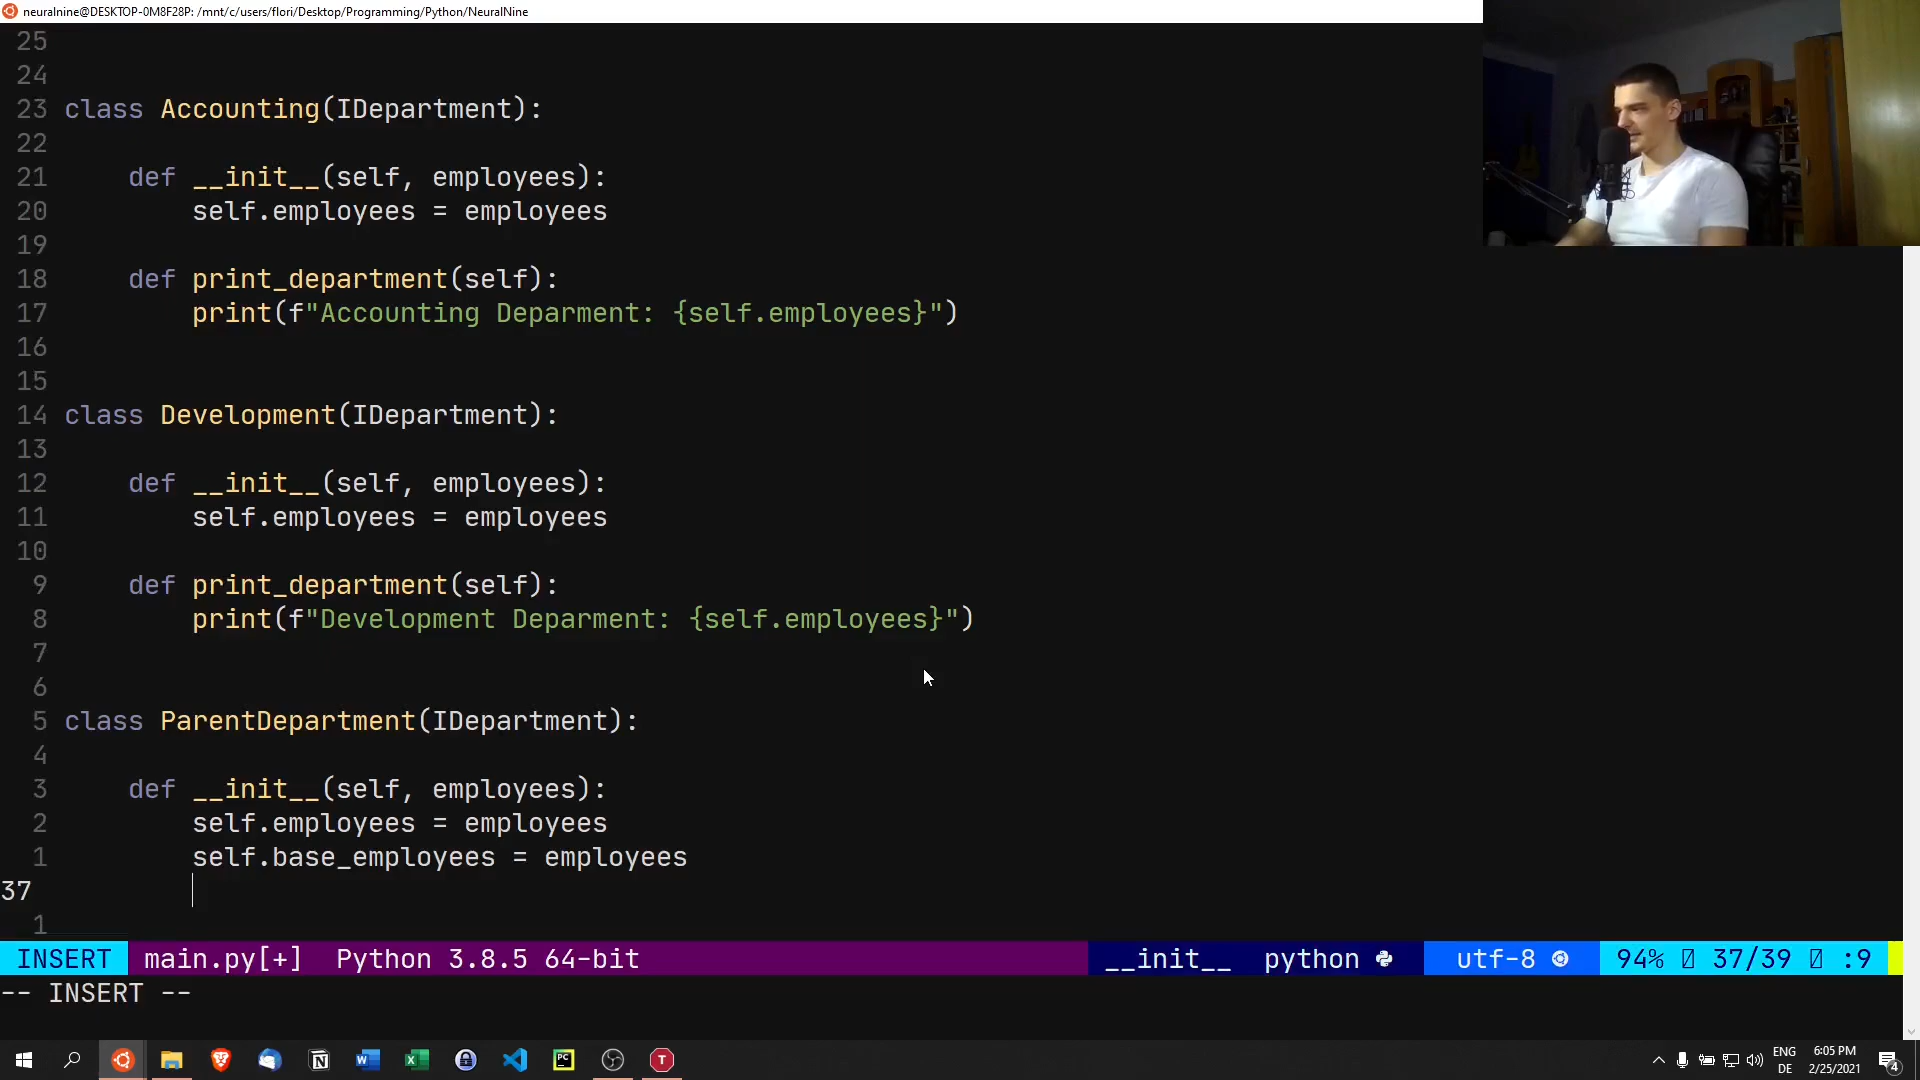 neuralnine@DESKTOP-0M8F28P: /mnt/c/users/flori/Desktop/Programming/Python/NeuralNine
25
24
23 class Accounting(IDepartment):
22
21     def __init__(self, employees):
20         self.employees = employees
19
18     def print_department(self):
17         print(f"Accounting Deparment: {self.employees}")
16
15
14 class Development(IDepartment):
13
12     def __init__(self, employees):
11         self.employees = employees
10
9     def print_department(self):
8         print(f"Development Deparment: {self.employees}")
7
6
5 class ParentDepartment(IDepartment):
4
3     def __init__(self, employees):
2         self.employees = employees
1         self.base_employees = employees
37
1
INSERT main.py[+] Python 3.8.5 64-bit __init__ python utf-8 94% 37/39 :9
-- INSERT --
N W X PC T ENG 6:05 PM 4
DE 2/25/2021